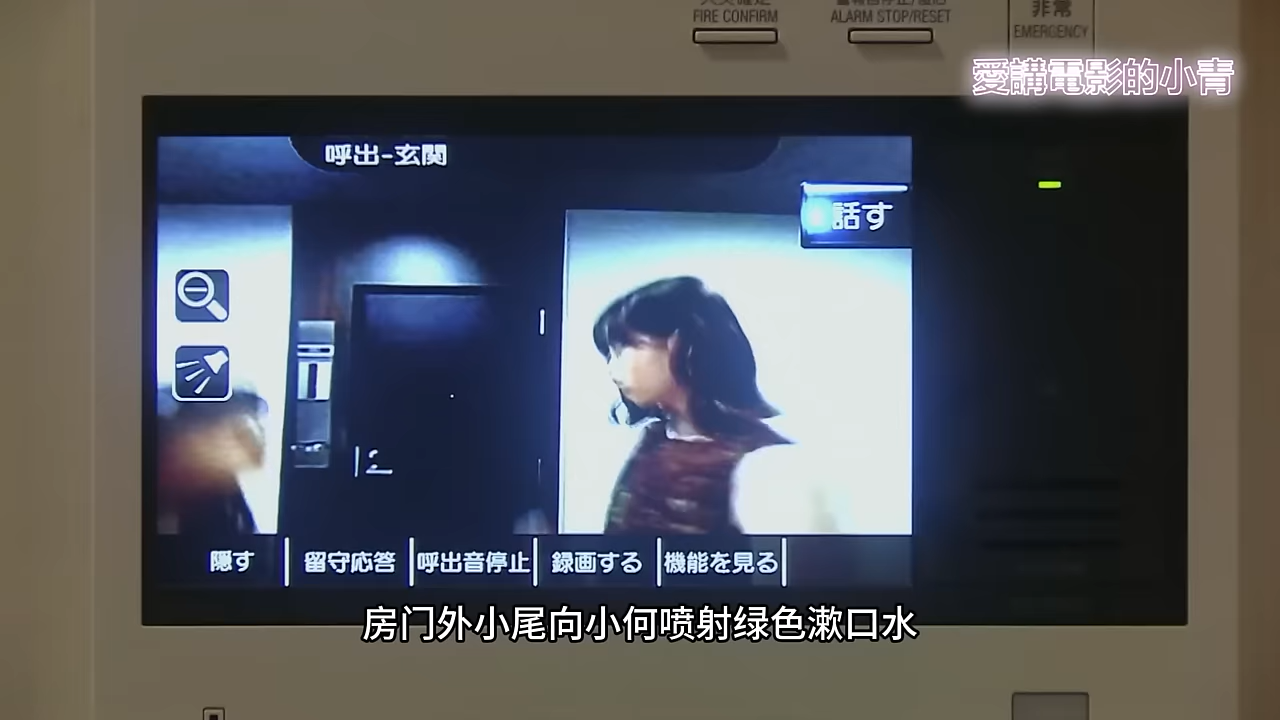 FIRE CONFIRM
ALARM STOP/RESET
非常
EMERGENCY
愛講電影的小青
呼出-玄関
話す
隠す
留守応答
呼出音停止
録画する
機能を見る
房门外小尾向小何喷射绿色漱口水